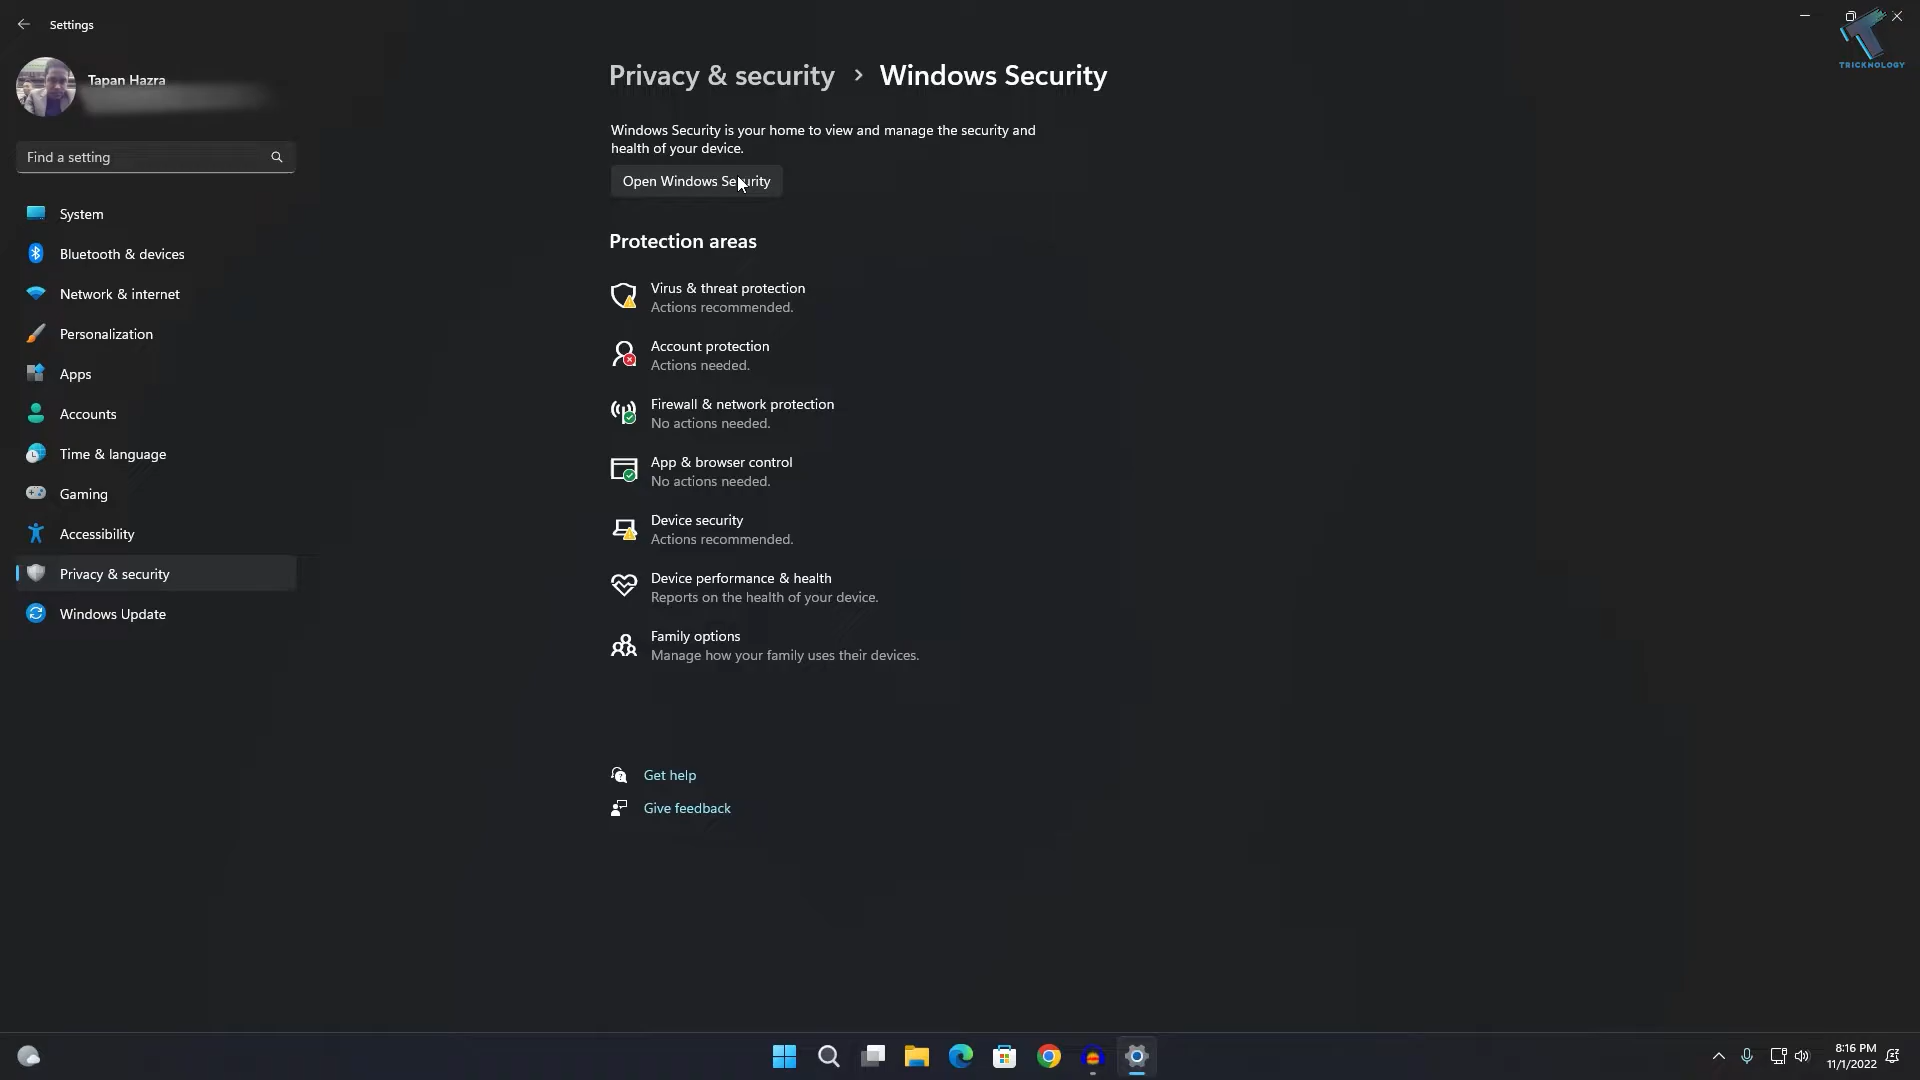 Settings
Tapan Hazra
Find a setting
System
Bluetooth & devices
Network & internet
Personalization
Apps
Accounts
Time & language
Gaming
Accessibility
Privacy & security
Windows Update
TRICKNOLOGY
Privacy & security > Windows Security
Windows Security is your home to view and manage the security and
health of your device.
Open Windows Security
Protection areas
Virus & threat protection
Actions recommended.
Account protection
Actions needed.
Firewall & network protection
No actions needed.
App & browser control
No actions needed.
Device security
Actions recommended.
Device performance & health
Reports on the health of your device.
Family options
Manage how your family uses their devices.
Get help
Give feedback
8:16 PM
11/1/2022